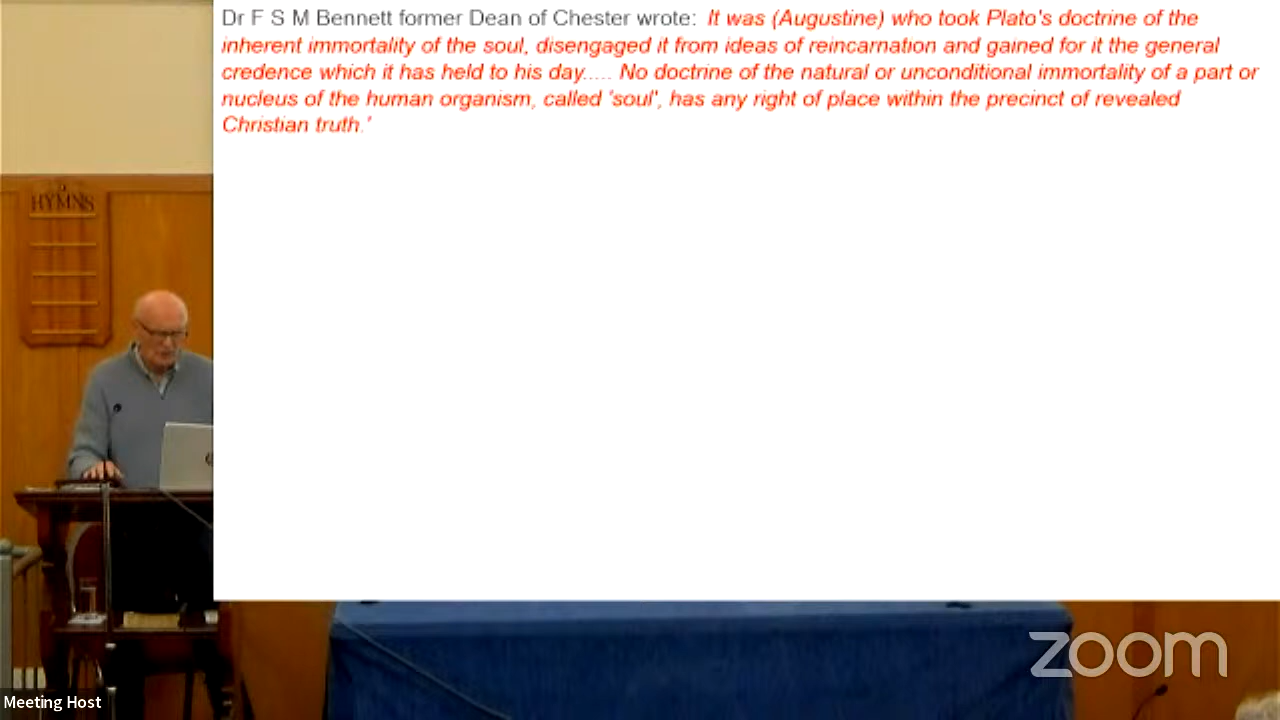 Dr F S M Bennett former Dean of Chester wrote: It was (Augustine) who took Plato's doctrine of the
inherent immortality of the soul, disengaged it from ideas of reincarnation and gained for it the general
credence which it has held to his day..... No doctrine of the natural or unconditional immortality of a part or
nucleus of the human organism, called 'soul', has any right of place within the precinct of revealed
Christian truth.'
HYMNS
zoom
Meeting Host